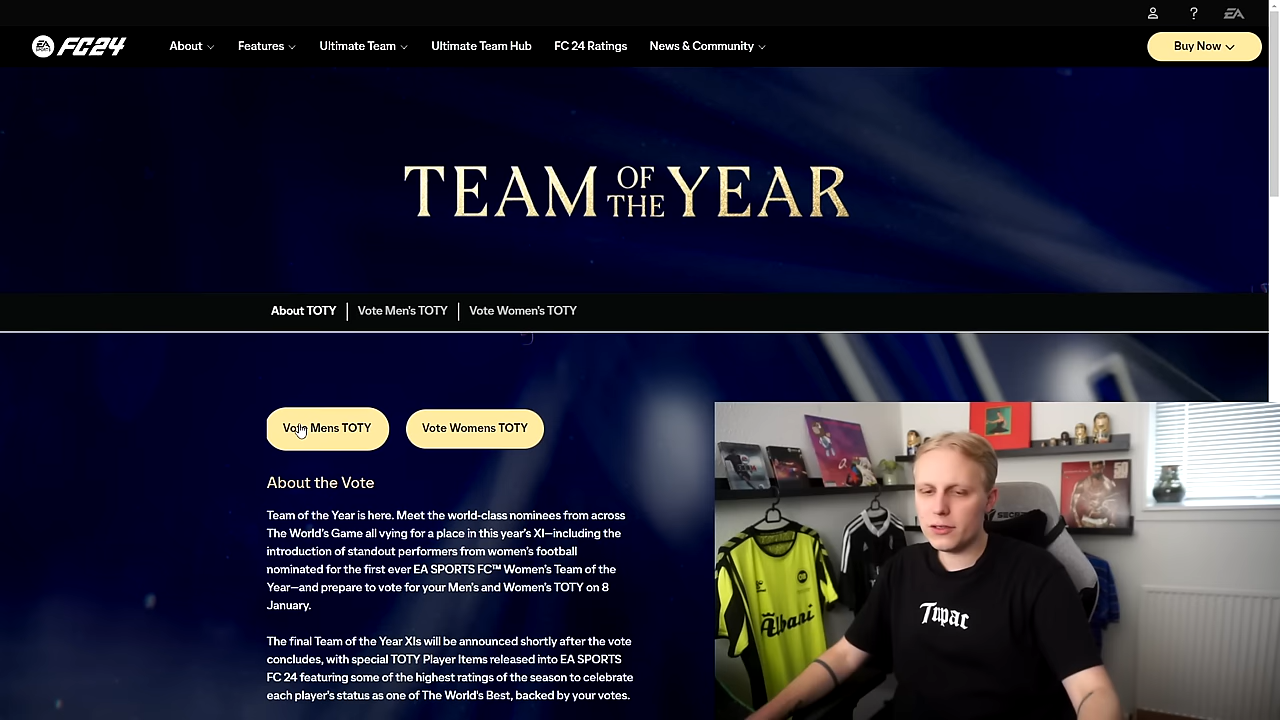 EA SPORTS FC24
About
Features
Ultimate Team
Ultimate Team Hub
FC 24 Ratings
News & Community
Buy Now
TEAM OF THE YEAR
About TOTY
Vote Men's TOTY
Vote Women's TOTY
Vote Mens TOTY
Vote Womens TOTY
About the Vote
Team of the Year is here. Meet the world-class nominees from across
The World's Game all vying for a place in this year's XI—including the
introduction of standout performers from women's football
nominated for the first ever EA SPORTS FC™ Women's Team of the
Year—and prepare to vote for your Men's and Women's TOTY on 8
January.
The final Team of the Year XIs will be announced shortly after the vote
concludes, with special TOTY Player Items released into EA SPORTS
FC 24 featuring some of the highest ratings of the season to celebrate
each player's status as one of The World's Best, backed by your votes.
Albani
Tupac